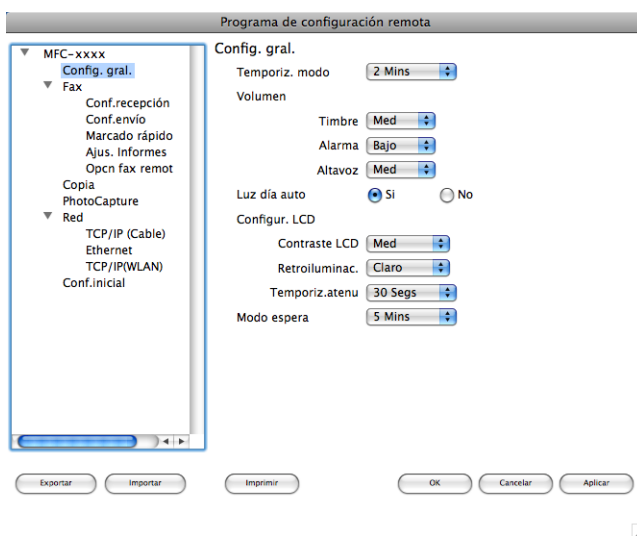 Programa de configuración remota
MFC-xxxx
Config. gral.
Fax
Conf.recepción
Conf.envío
Marcado rápido
Ajus. Informes
Opcn fax remot
Copia
PhotoCapture
Red
TCP/IP (Cable)
Ethernet
TCP/IP(WLAN)
Conf.inicial
Config. gral.
Temporiz. modo 2 Mins
Volumen
Timbre Med
Alarma Bajo
Altavoz Med
Luz día auto Si No
Configur. LCD
Contraste LCD Med
Retroiluminac. Claro
Temporiz.atenu 30 Segs
Modo espera 5 Mins
Exportar Importar Imprimir OK Cancelar Aplicar